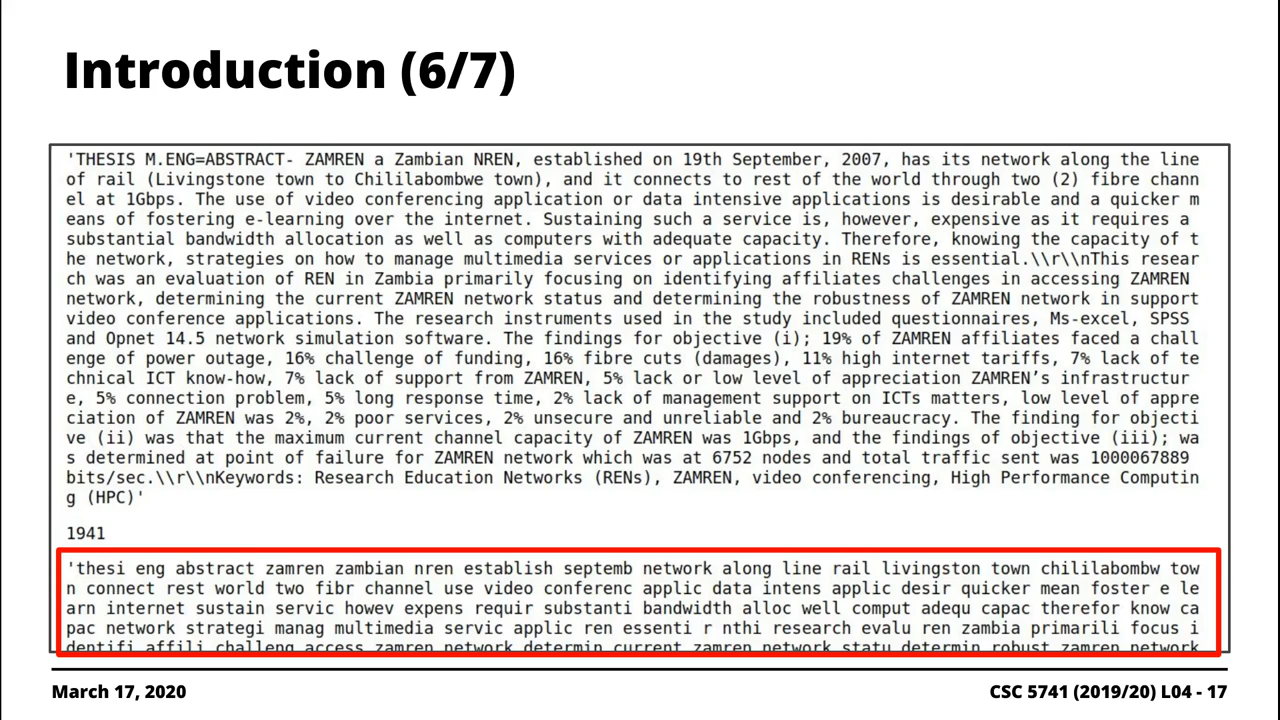 Introduction (6/7)
'THESIS M.ENG=ABSTRACT- ZAMREN a Zambian NREN, established on 19th September, 2007, has its network along the line
of rail (Livingstone town to Chililabombwe town), and it connects to rest of the world through two (2) fibre chann
el at 1Gbps. The use of video conferencing application or data intensive applications is desirable and a quicker m
eans of fostering e-learning over the internet. Sustaining such a service is, however, expensive as it requires a
substantial bandwidth allocation as well as computers with adequate capacity. Therefore, knowing the capacity of t
he network, strategies on how to manage multimedia services or applications in RENs is essential.\\r\\nThis resear
ch was an evaluation of REN in Zambia primarily focusing on identifying affiliates challenges in accessing ZAMREN
network, determining the current ZAMREN network status and determining the robustness of ZAMREN network in support
video conference applications. The research instruments used in the study included questionnaires, Ms-excel, SPSS
and Opnet 14.5 network simulation software. The findings for objective (i); 19% of ZAMREN affiliates faced a chall
enge of power outage, 16% challenge of funding, 16% fibre cuts (damages), 11% high internet tariffs, 7% lack of te
chnical ICT know-how, 7% lack of support from ZAMREN, 5% lack or low level of appreciation ZAMREN’s infrastructur
e, 5% connection problem, 5% long response time, 2% lack of management support on ICTs matters, low level of appre
ciation of ZAMREN was 2%, 2% poor services, 2% unsecure and unreliable and 2% bureaucracy. The finding for objecti
ve (ii) was that the maximum current channel capacity of ZAMREN was 1Gbps, and the findings of objective (iii); wa
s determined at point of failure for ZAMREN network which was at 6752 nodes and total traffic sent was 1000067889
bits/sec.\\r\\nKeywords: Research Education Networks (RENs), ZAMREN, video conferencing, High Performance Computin
g (HPC)'
1941
'thesi eng abstract zamren zambian nren establish septemb network along line rail livingston town chililabombw tow
n connect rest world two fibr channel use video conferenc applic data intens applic desir quicker mean foster e le
arn internet sustain servic howev expens requir substanti bandwidth alloc well comput adequ capac therefor know ca
pac network strategi manag multimedia servic applic ren essenti r nthi research evalu ren zambia primarili focus i
dentifi affili challeng access zamren network determin current zamren network statu determin robust zamren network
March 17, 2020
CSC 5741 (2019/20) L04 - 17